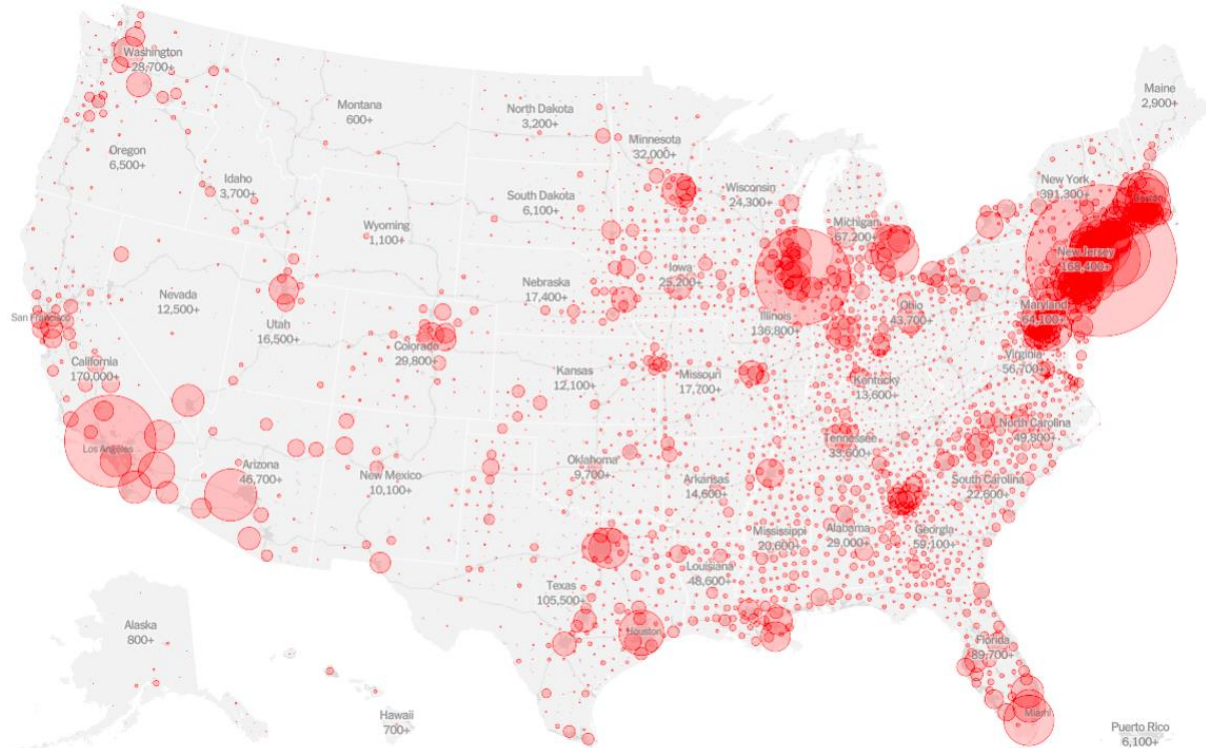 Washington
28,700+
Montana
600+
North Dakota
3,200+
Minnesota
32,000+
Maine
2,900+
Oregon
6,500+
Idaho
3,700+
Wyoming
1,100+
South Dakota
6,100+
Wisconsin
24,300+
Michigan
67,200+
New York
391,300+
Boston
New Jersey
169,400+
San Francisco
Nevada
12,500+
Utah
16,500+
Colorado
29,800+
Nebraska
17,400+
Iowa
25,200+
Illinois
136,800+
Ohio
43,700+
Maryland
64,100+
Virginia
56,700+
California
170,000+
Los Angeles
Arizona
46,700+
New Mexico
10,100+
Kansas
12,100+
Missouri
17,700+
Kentucky
13,600+
Oklahoma
9,700+
Arkansas
14,600+
Tennessee
33,600+
North Carolina
49,800+
South Carolina
22,600+
Mississippi
20,600+
Alabama
29,000+
Georgia
59,100+
Texas
105,500+
Louisiana
48,600+
Houston
Florida
89,700+
Miami
Alaska
800+
Hawaii
700+
Puerto Rico
6,100+